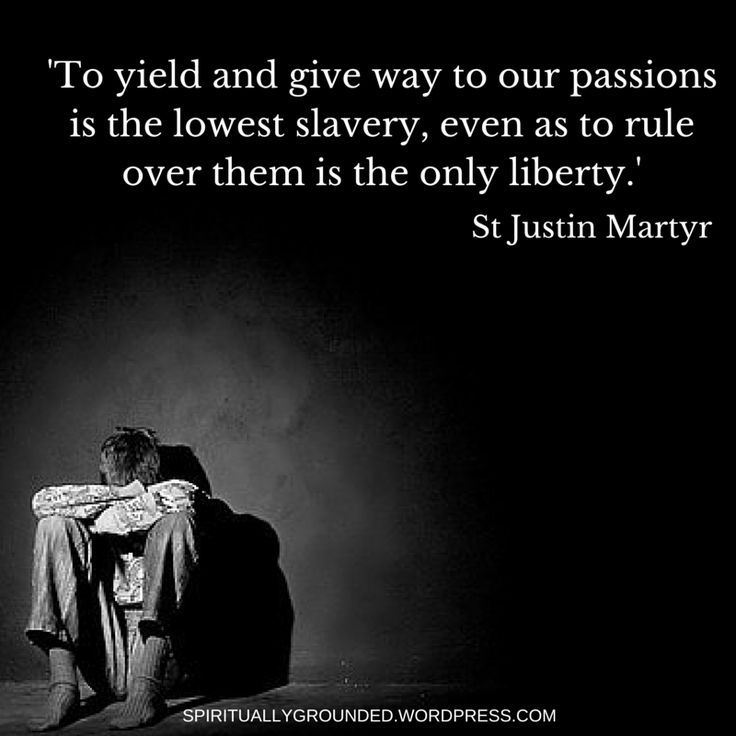 'To yield and give way to our passions
is the lowest slavery, even as to rule
over them is the only liberty.'
St Justin Martyr
SPIRITUALLYGROUNDED.WORDPRESS.COM